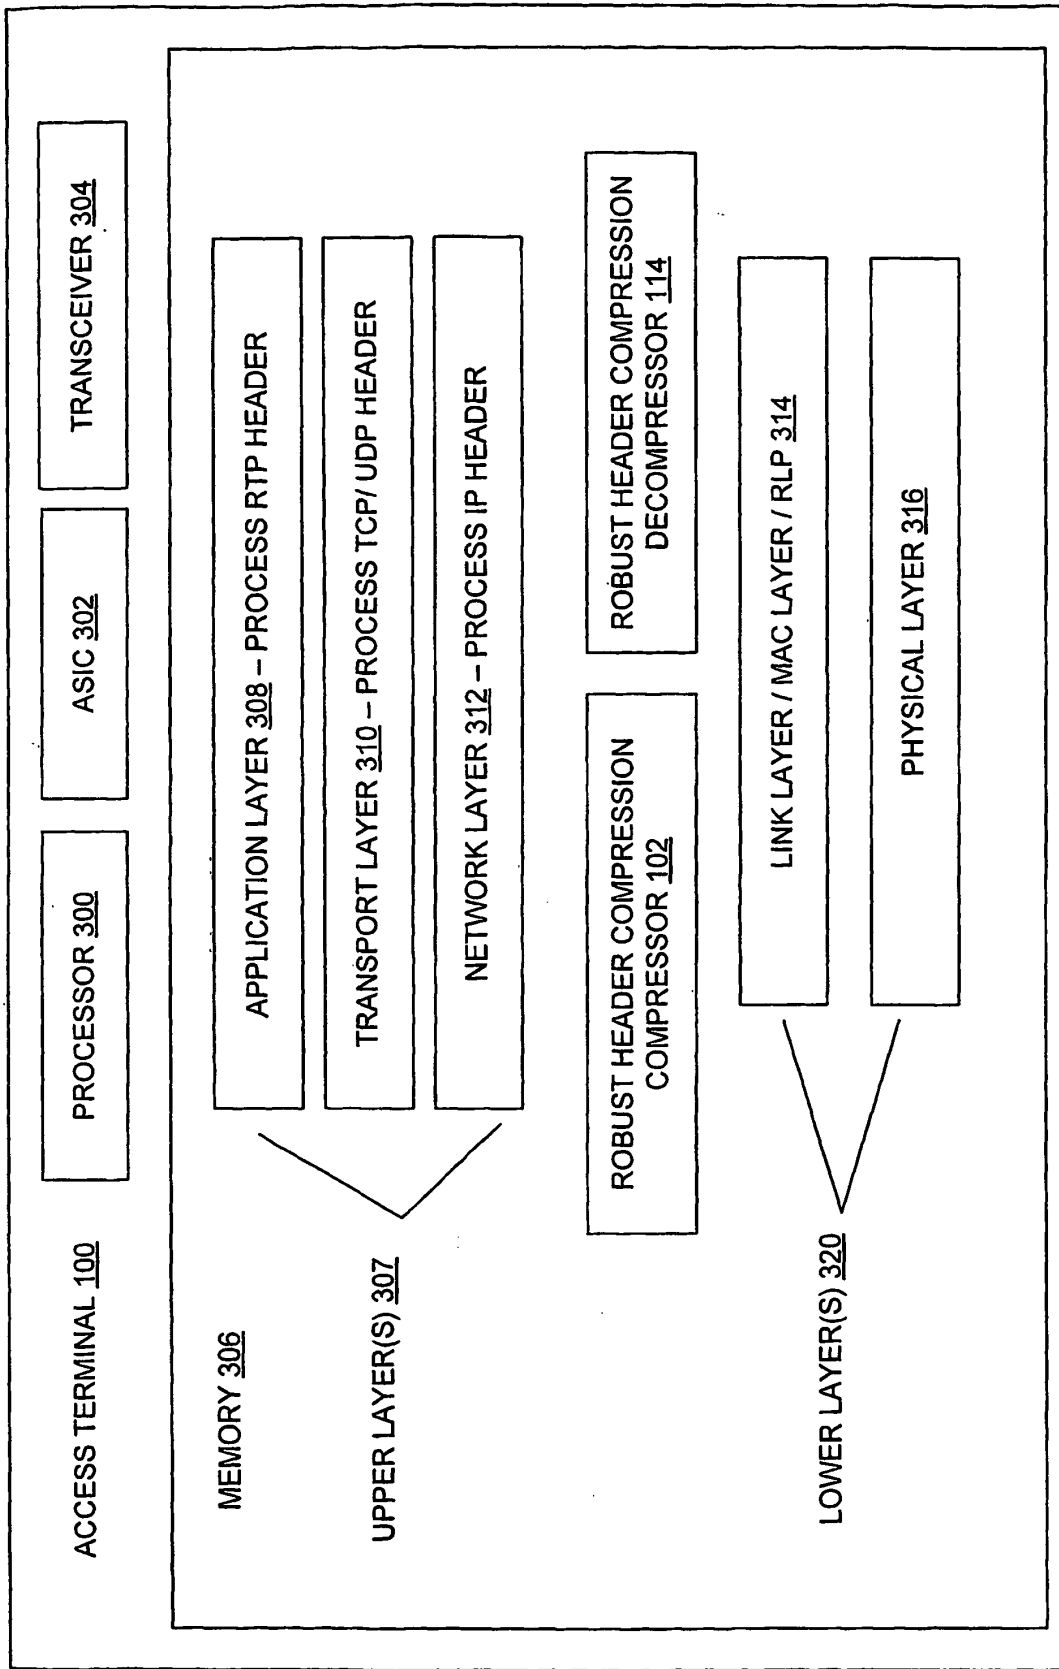 ACCESS TERMINAL 100
PROCESSOR 300
ASIC 302
TRANSCEIVER 304
MEMORY 306
UPPER LAYER(S) 307
APPLICATION LAYER 308 – PROCESS RTP HEADER
TRANSPORT LAYER 310 – PROCESS TCP/ UDP HEADER
NETWORK LAYER 312 – PROCESS IP HEADER
ROBUST HEADER COMPRESSION
COMPRESSOR 102
ROBUST HEADER COMPRESSION
DECOMPRESSOR 114
LOWER LAYER(S) 320
LINK LAYER / MAC LAYER / RLP 314
PHYSICAL LAYER 316